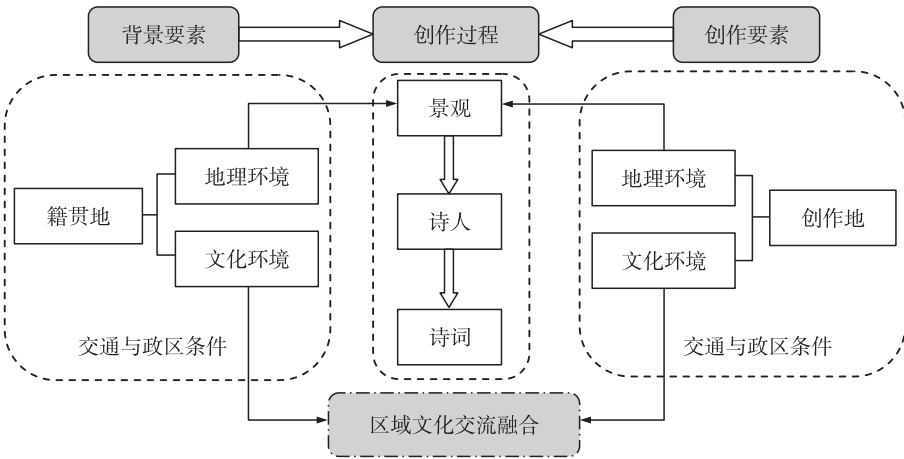 背景要素
创作过程
创作要素
景观
地理环境
地理环境
籍贯地
诗人
创作地
文化环境
文化环境
诗词
交通与政区条件
交通与政区条件
区域文化交流融合